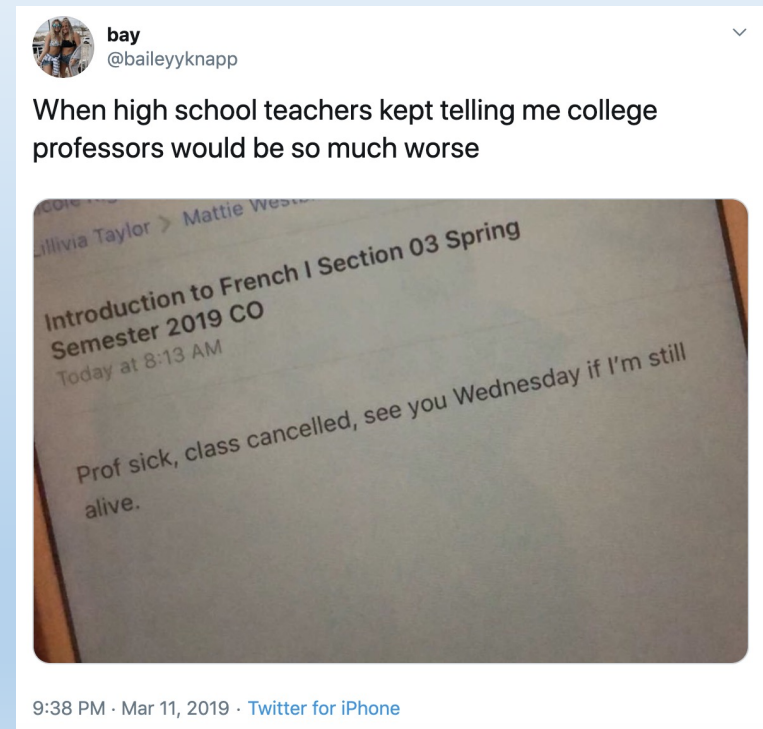 bay
@baileyyknapp
When high school teachers kept telling me college
professors would be so much worse
Lillivia Taylor > Mattie
Introduction to French I Section 03 Spring
Semester 2019 CO
Today at 8:13 AM
Prof sick, class cancelled, see you Wednesday if I'm still
alive.
9:38 PM · Mar 11, 2019 · Twitter for iPhone